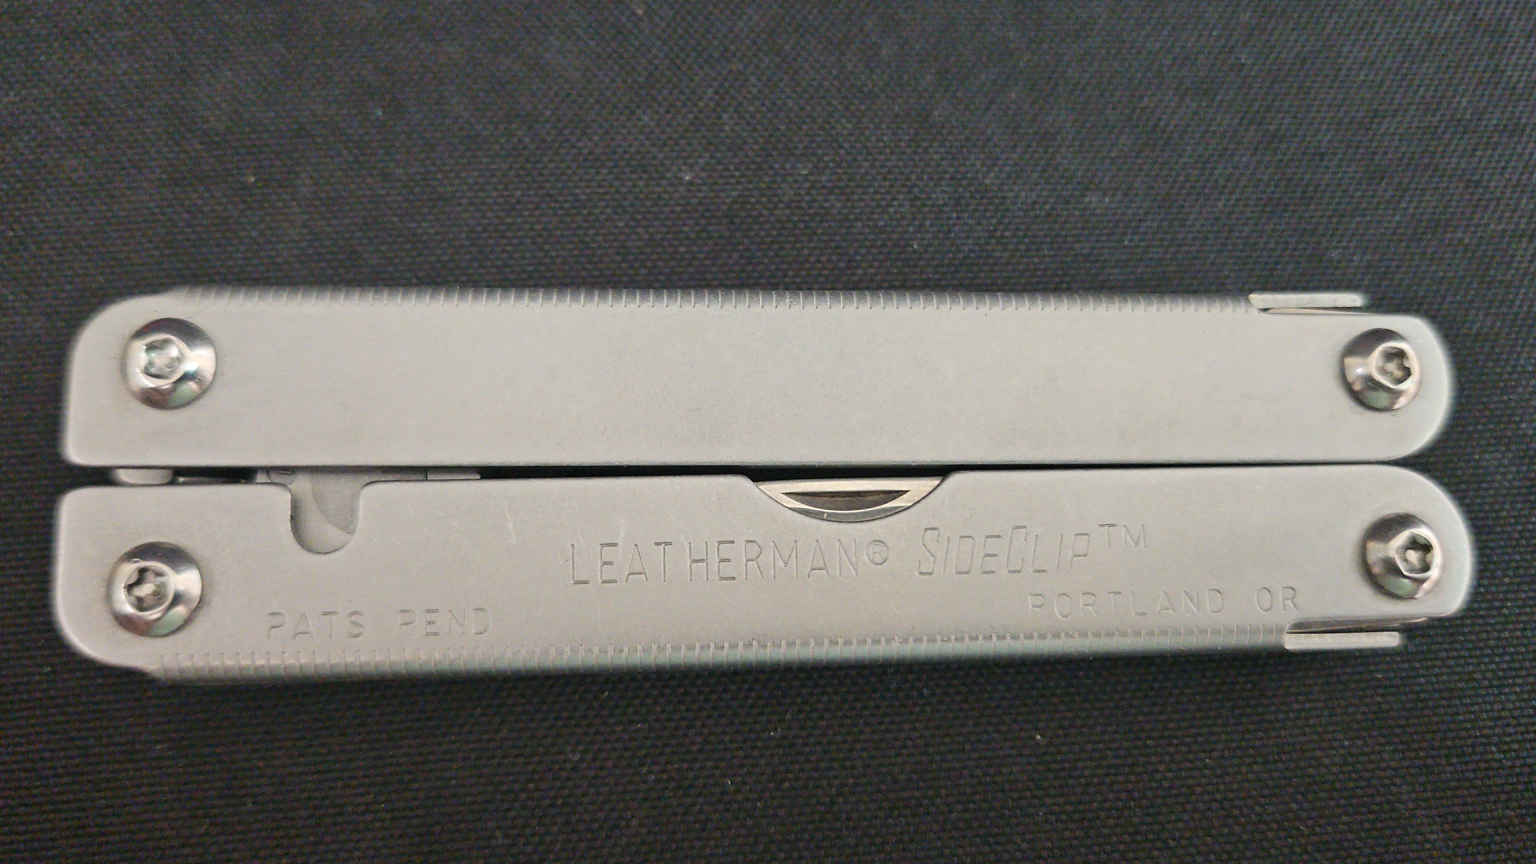 LEATHERMAN® SIDECLIP™
PATS PEND PORTLAND OR